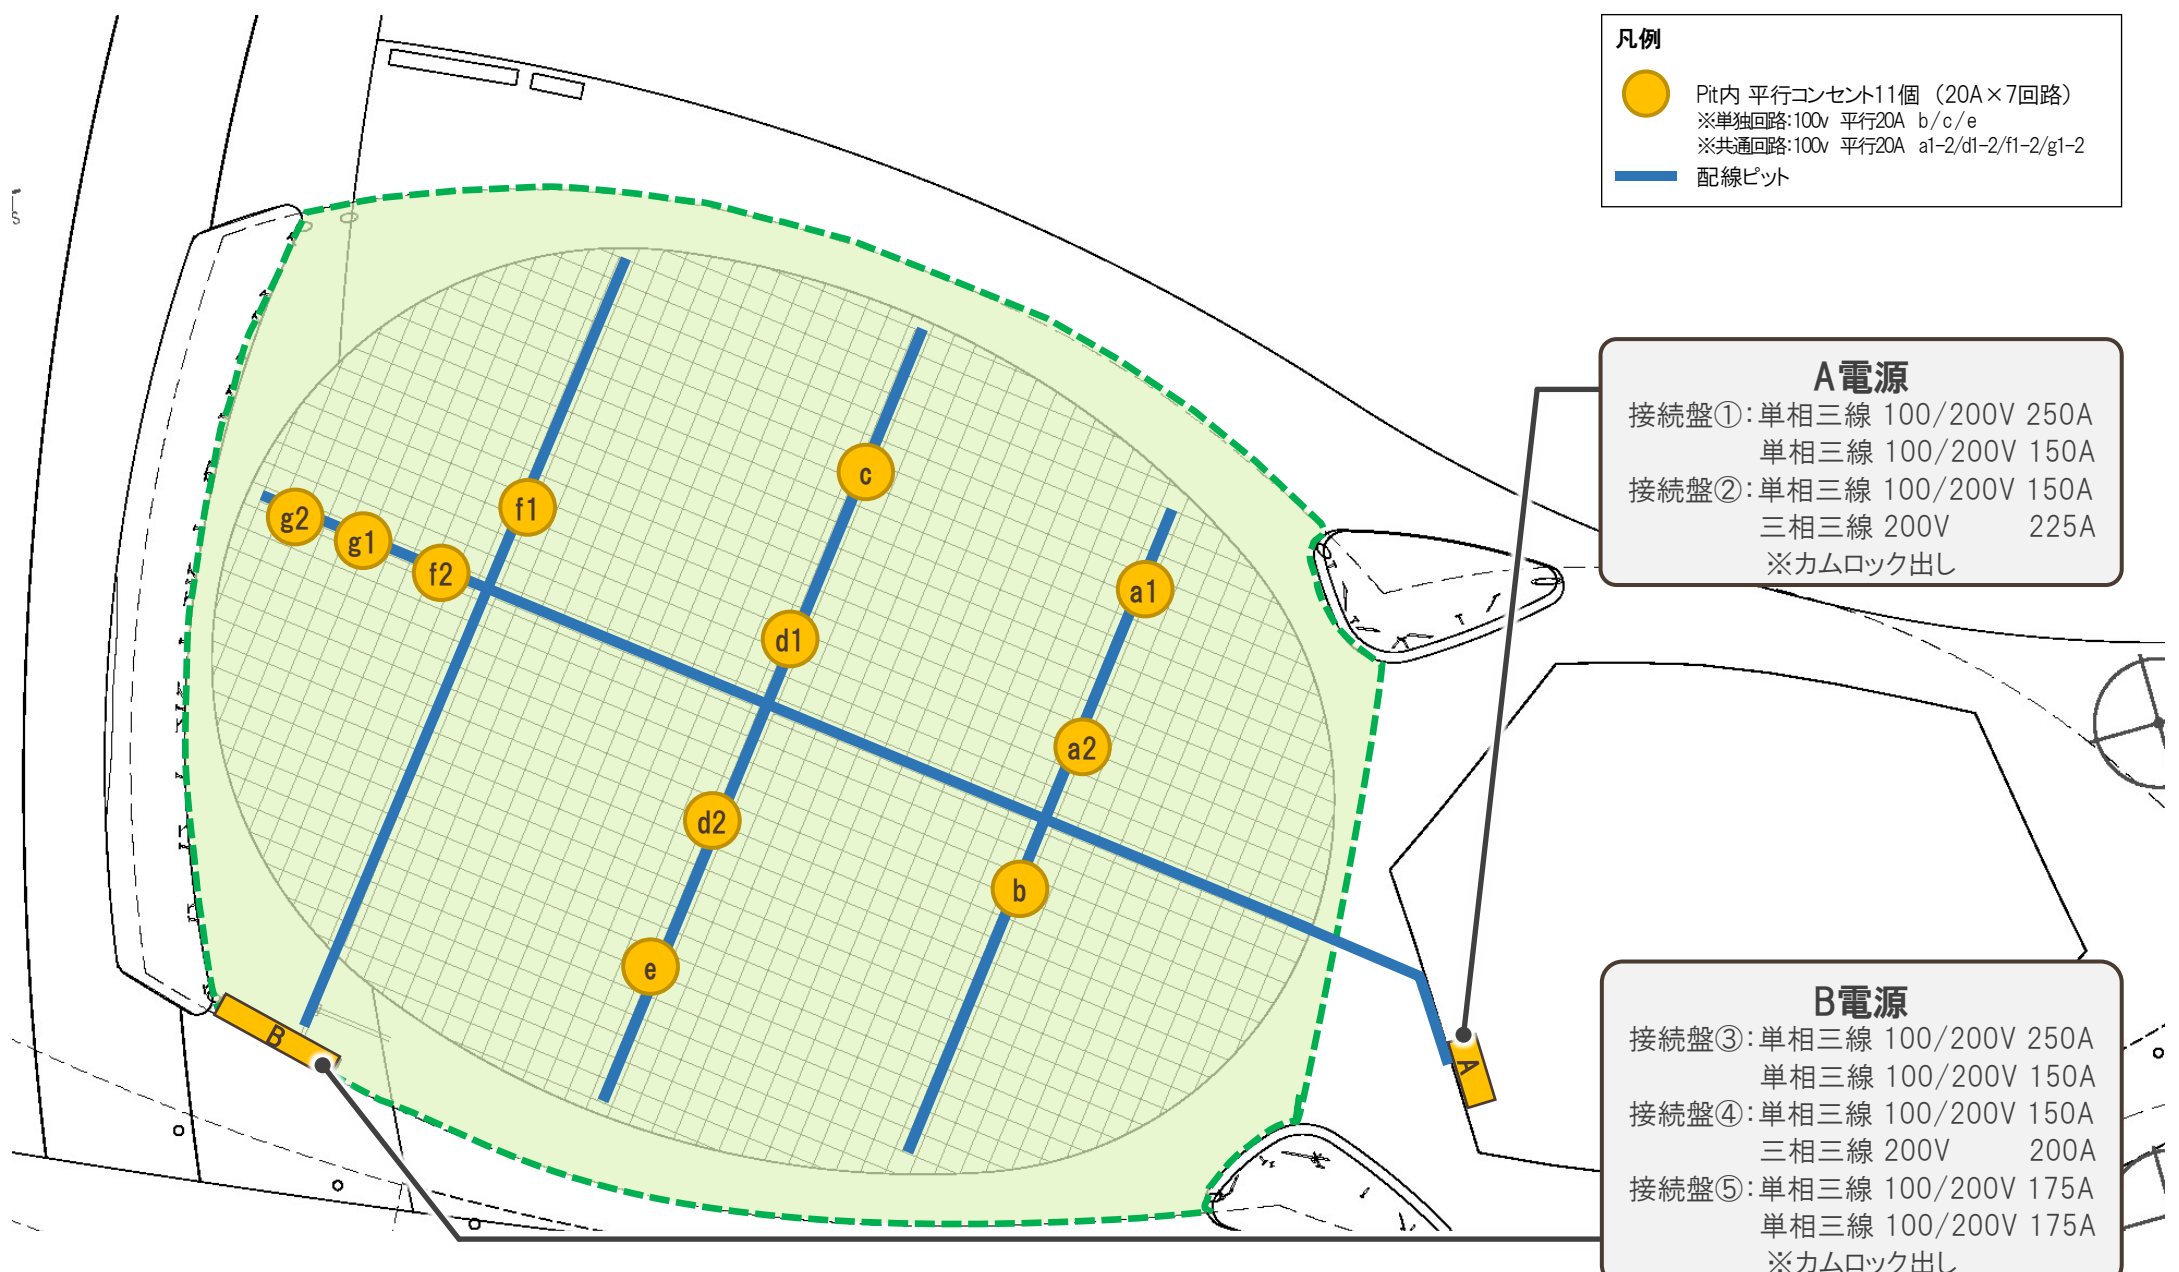 凡例
Pit内 平行コンセント11個 （20A×7回路）
※単独回路:100v 平行20A b/c/e
※共通回路:100v 平行20A a1-2/d1-2/f1-2/g1-2
配線ピット
A電源
接続盤①：単相三線 100/200V 250A
単相三線 100/200V 150A
接続盤②：単相三線 100/200V 150A
三相三線 200V 225A
※カムロック出し
c
f1
g2
g1
f2
a1
d1
a2
d2
b
e
B
A
B電源
接続盤③：単相三線 100/200V 250A
単相三線 100/200V 150A
接続盤④：単相三線 100/200V 150A
三相三線 200V 200A
接続盤⑤：単相三線 100/200V 175A
単相三線 100/200V 175A
※カムロック出し